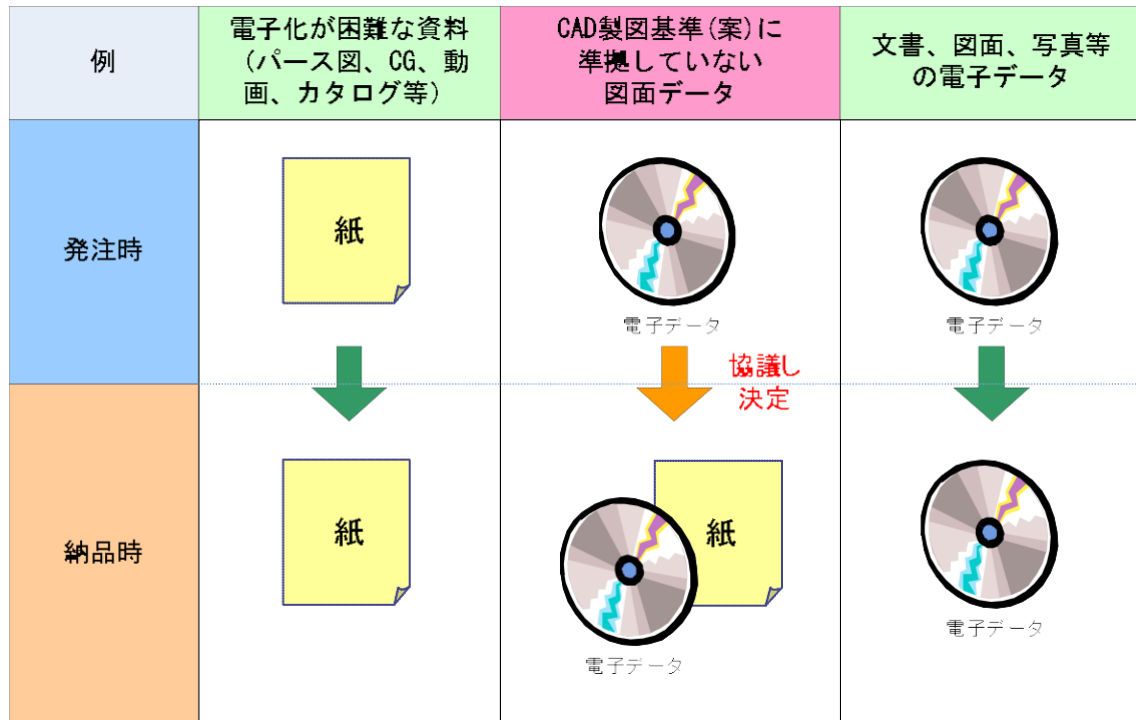 例
電子化が困難な資料
（パース図、CG、動
画、カタログ等）
CAD製図基準(案)に
準拠していない
図面データ
文書、図面、写真等
の電子データ
発注時
紙
電子データ
電子データ
協議し
決定
納品時
紙
紙
電子データ
電子データ